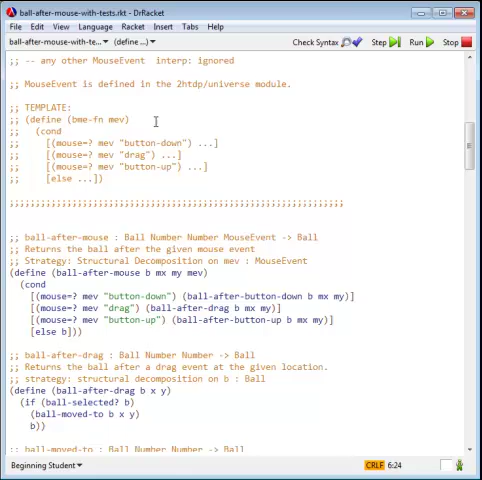 ball-after-mouse-with-tests.rkt - DrRacket
File Edit View Language Racket Insert Tabs Help
ball-after-mouse-with-te...▼ (define ...)▼ Check Syntax Step Run Stop
;; -- any other MouseEvent interp: ignored
;; MouseEvent is defined in the 2htdp/universe module.
;; TEMPLATE:
;; (define (bme-fn mev)
;; (cond
;; [(mouse=? mev "button-down") ...]
;; [(mouse=? mev "drag") ...]
;; [(mouse=? mev "button-up") ...]
;; [else ...])
;;;;;;;;;;;;;;;;;;;;;;;;;;;;;;;;;;;;;;;;;;;;;;;;;;;;;;;;;;;;;;;;
;; ball-after-mouse : Ball Number Number MouseEvent -> Ball
;; Returns the ball after the given mouse event
;; Strategy: Structural Decomposition on mev : MouseEvent
(define (ball-after-mouse b mx my mev)
(cond
[(mouse=? mev "button-down") (ball-after-button-down b mx my)]
[(mouse=? mev "drag") (ball-after-drag b mx my)]
[(mouse=? mev "button-up") (ball-after-button-up b mx my)]
[else b]))
;; ball-after-drag : Ball Number Number -> Ball
;; Returns the ball after a drag event at the given location.
;; strategy: structural decomposition on b : Ball
(define (ball-after-drag b x y)
(if (ball-selected? b)
(ball-moved-to b x y)
b))
;; ball-moved-to : Ball Number Number -> Ball
Beginning Student▼ CRLF 6:24